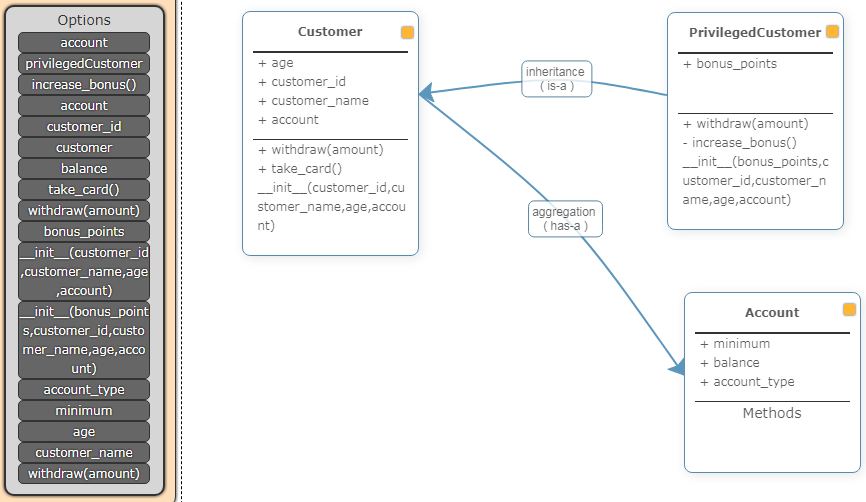 Options
account
privilegedCustomer
increase_bonus()
account
customer_id
customer
balance
take_card()
withdraw(amount)
bonus_points
__init__(customer_id
,customer_name,age
,account)
__init__(bonus_point
s,customer_id,custo
mer_name,age,acco
unt)
account_type
minimum
age
customer_name
withdraw(amount)
Customer
+ age
+ customer_id
+ customer_name
+ account
+ withdraw(amount)
+ take_card()
__init__(customer_id,cu
stomer_name,age,accou
nt)
inheritance
( is-a )
aggregation
( has-a )
PrivilegedCustomer
+ bonus_points
+ withdraw(amount)
- increase_bonus()
__init__(bonus_points,c
ustomer_id,customer_n
ame,age,account)
Account
+ minimum
+ balance
+ account_type
Methods